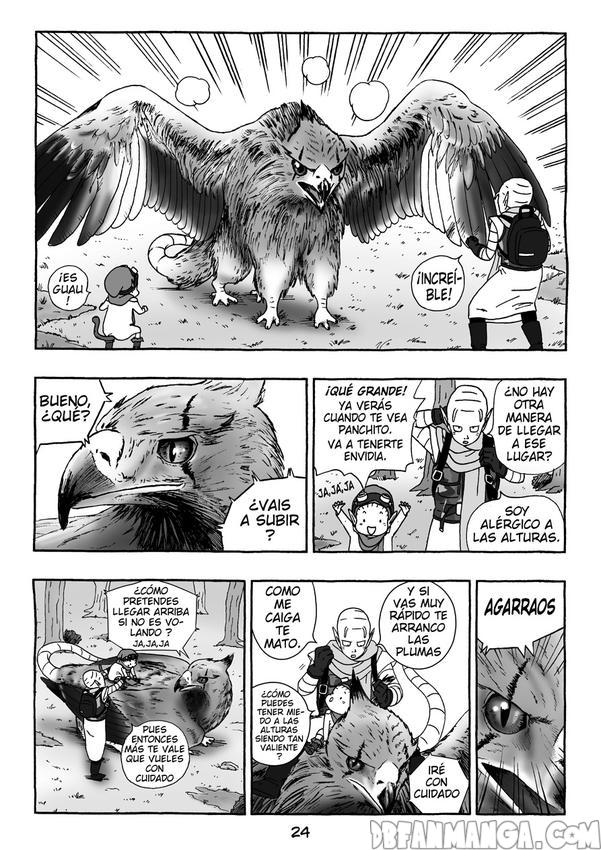 ¡ES
GUAU
!
¡INCREÍ-
BLE!
BUENO,
¿QUÉ?
¿VAIS
A SUBIR
?
¡QUÉ GRANDE!
YA VERÁS
CUANDO TE VEA
PANCHITO.
VA A TENERTE
ENVIDIA.
JA,JA,JA
¿NO HAY
OTRA
MANERA
DE LLEGAR
A ESE
LUGAR?
SOY
ALÉRGICO
A LAS ALTURAS.
¿CÓMO
PRETENDES
LLEGAR ARRIBA
SI NO ES VO-
LANDO ?
JA,JA,JA
PUES
ENTONCES
MÁS TE VALE
QUE VUELES
CON
CUIDADO
COMO
ME
CAIGA
TE
MATO.
Y SI
VAS MUY
RÁPIDO TE
ARRANCO
LAS
PLUMAS
¿CÓMO
PUEDES
TENER MIE-
DO A LAS
ALTURAS
SIENDO TAN
VALIENTE
?
IRÉ
CON
CUIDADO
AGARRAOS
24
DBFANMANGA.COM